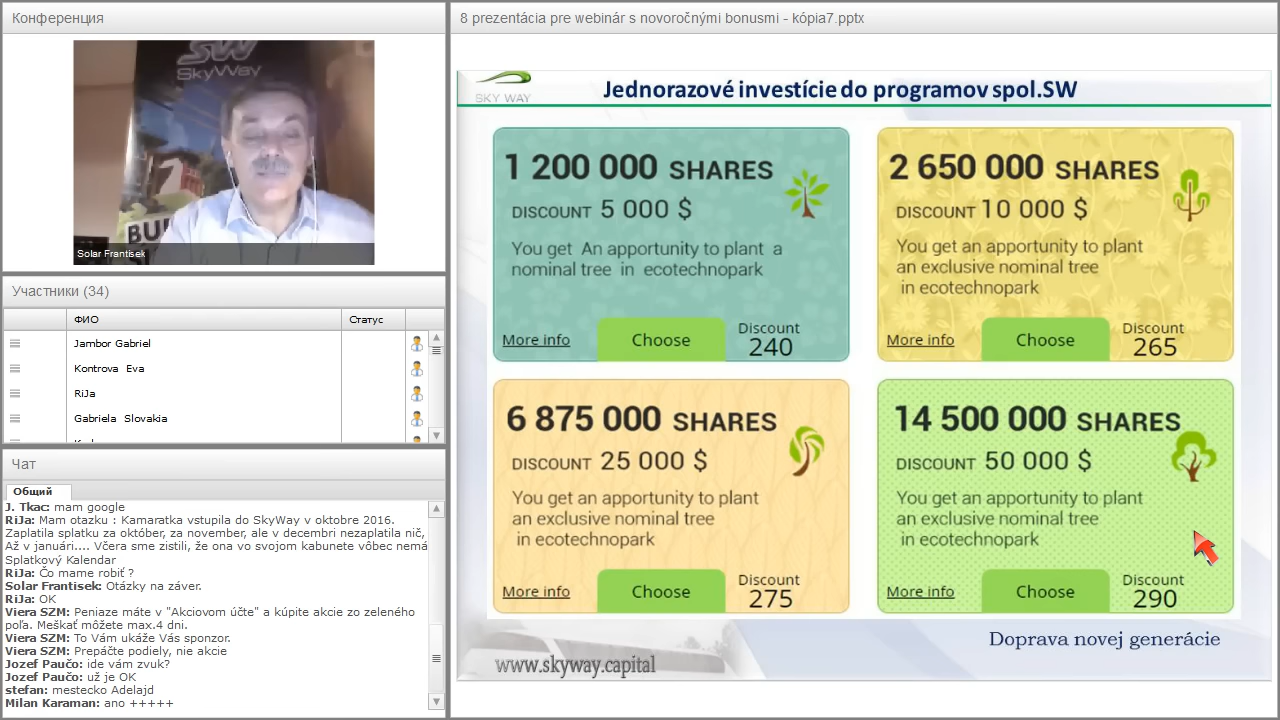 Конференция
SW
SkyWay
BU
Solar Frantisek
Участники (34)
ФИО
Статус
Jambor Gabriel
Kontrova Eva
RiJa
Gabriela Slovakia
Чат
Общий
J. Tkac: mam google
RiJa: Mam otazku : Kamaratka vstupila do SkyWay v oktobre 2016.
Zaplatila splatku za október, za november, ale v decembri nezaplatila nič,
Až v januári.... Včera sme zistili, že ona vo svojom kabunete vôbec nemá
Splatkový Kalendar
RiJa: Čo mame robiť ?
Solar Frantisek: Otázky na záver.
RiJa: OK
Viera SZM: Peniaze máte v "Akciovom účte" a kúpite akcie zo zeleného
poľa. Meškať môžete max.4 dni.
Viera SZM: To Vám ukáže Vás sponzor.
Viera SZM: Prepáčte podiely, nie akcie
Jozef Paučo: ide vám zvuk?
Jozef Paučo: už je OK
stefan: mestecko Adelajd
Milan Karaman: ano +++++
8 prezentácia pre webinár s novoročnými bonusmi - kópia7.pptx
SKY WAY
Jednorazové investície do programov spol.SW
1 200 000 SHARES
DISCOUNT 5 000 $
You get An apportunity to plant a
nominal tree in ecotechnopark
More info
Choose
Discount
240
2 650 000 SHARES
DISCOUNT 10 000 $
You get an apportunity to plant
an exclusive nominal tree
in ecotechnopark
More info
Choose
Discount
265
6 875 000 SHARES
DISCOUNT 25 000 $
You get an apportunity to plant
an exclusive nominal tree
in ecotechnopark
More info
Choose
Discount
275
14 500 000 SHARES
DISCOUNT 50 000 $
You get an apportunity to plant
an exclusive nominal tree
in ecotechnopark
More info
Choose
Discount
290
Doprava novej generácie
www.skyway.capital